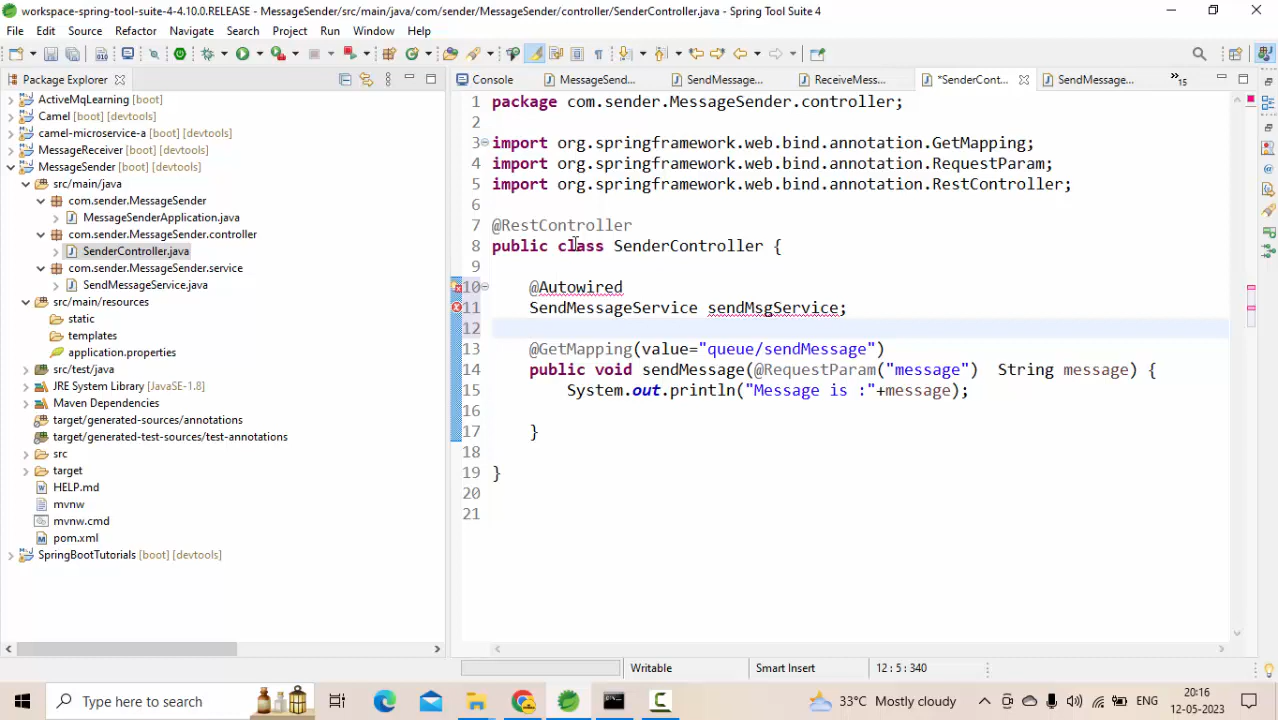 workspace-spring-tool-suite-4-4.10.0.RELEASE - MessageSender/src/main/java/com/sender/MessageSender/controller/SenderController.java - Spring Tool Suite 4
File Edit Source Refactor Navigate Search Project Run Window Help
Package Explorer
Console MessageSend... SendMessage... ReceiveMess... *SenderCont... SendMessage... »15
ActiveMqLearning [boot]
Camel [boot] [devtools]
camel-microservice-a [boot] [devtools]
MessageReceiver [boot] [devtools]
MessageSender [boot] [devtools]
src/main/java
com.sender.MessageSender
MessageSenderApplication.java
com.sender.MessageSender.controller
SenderController.java
com.sender.MessageSender.service
SendMessageService.java
src/main/resources
static
templates
application.properties
src/test/java
JRE System Library [JavaSE-1.8]
Maven Dependencies
target/generated-sources/annotations
target/generated-test-sources/test-annotations
src
target
HELP.md
mvnw
mvnw.cmd
pom.xml
SpringBootTutorials [boot] [devtools]
1 package com.sender.MessageSender.controller;
2
3 import org.springframework.web.bind.annotation.GetMapping;
4 import org.springframework.web.bind.annotation.RequestParam;
5 import org.springframework.web.bind.annotation.RestController;
6
7 @RestController
8 public class SenderController {
9
10 @Autowired
11 SendMessageService sendMsgService;
12
13 @GetMapping(value="queue/sendMessage")
14 public void sendMessage(@RequestParam("message") String message) {
15 System.out.println("Message is :"+message);
16
17 }
18
19 }
20
21
Writable Smart Insert 12 : 5 : 340
Type here to search
33°C Mostly cloudy
ENG
20:16
12-05-2023